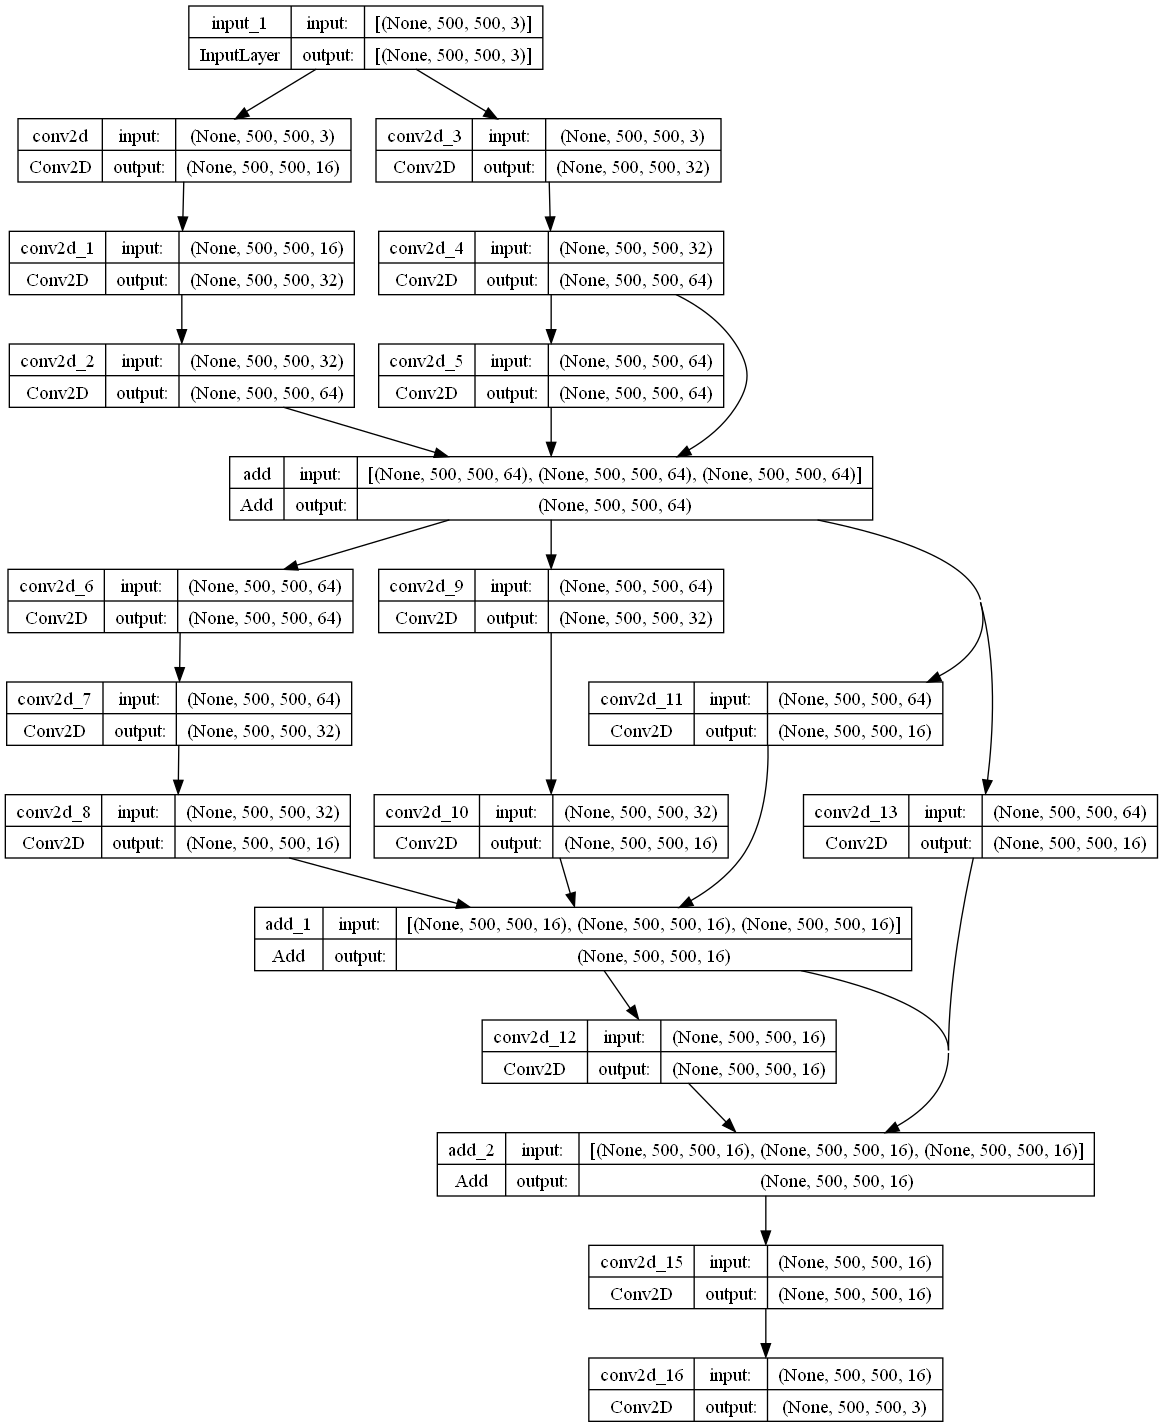 input_1 input: [(None, 500, 500, 3)]
InputLayer output: [(None, 500, 500, 3)]
conv2d input: (None, 500, 500, 3)
Conv2D output: (None, 500, 500, 16)
conv2d_3 input: (None, 500, 500, 3)
Conv2D output: (None, 500, 500, 32)
conv2d_1 input: (None, 500, 500, 16)
Conv2D output: (None, 500, 500, 32)
conv2d_4 input: (None, 500, 500, 32)
Conv2D output: (None, 500, 500, 64)
conv2d_2 input: (None, 500, 500, 32)
Conv2D output: (None, 500, 500, 64)
conv2d_5 input: (None, 500, 500, 64)
Conv2D output: (None, 500, 500, 64)
add input: [(None, 500, 500, 64), (None, 500, 500, 64), (None, 500, 500, 64)]
Add output: (None, 500, 500, 64)
conv2d_6 input: (None, 500, 500, 64)
Conv2D output: (None, 500, 500, 64)
conv2d_9 input: (None, 500, 500, 64)
Conv2D output: (None, 500, 500, 32)
conv2d_7 input: (None, 500, 500, 64)
Conv2D output: (None, 500, 500, 32)
conv2d_11 input: (None, 500, 500, 64)
Conv2D output: (None, 500, 500, 16)
conv2d_8 input: (None, 500, 500, 32)
Conv2D output: (None, 500, 500, 16)
conv2d_10 input: (None, 500, 500, 32)
Conv2D output: (None, 500, 500, 16)
conv2d_13 input: (None, 500, 500, 64)
Conv2D output: (None, 500, 500, 16)
add_1 input: [(None, 500, 500, 16), (None, 500, 500, 16), (None, 500, 500, 16)]
Add output: (None, 500, 500, 16)
conv2d_12 input: (None, 500, 500, 16)
Conv2D output: (None, 500, 500, 16)
add_2 input: [(None, 500, 500, 16), (None, 500, 500, 16), (None, 500, 500, 16)]
Add output: (None, 500, 500, 16)
conv2d_15 input: (None, 500, 500, 16)
Conv2D output: (None, 500, 500, 16)
conv2d_16 input: (None, 500, 500, 16)
Conv2D output: (None, 500, 500, 3)